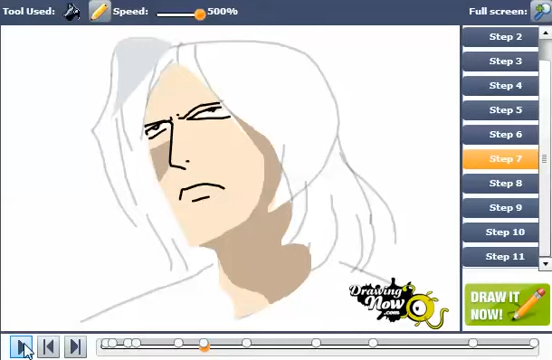 Tool Used:
Speed:
500%
Full screen:
Step 2
Step 3
Step 4
Step 5
Step 6
Step 7
Step 8
Step 9
Step 10
Step 11
Drawing
Now
.com
DRAW IT
NOW!